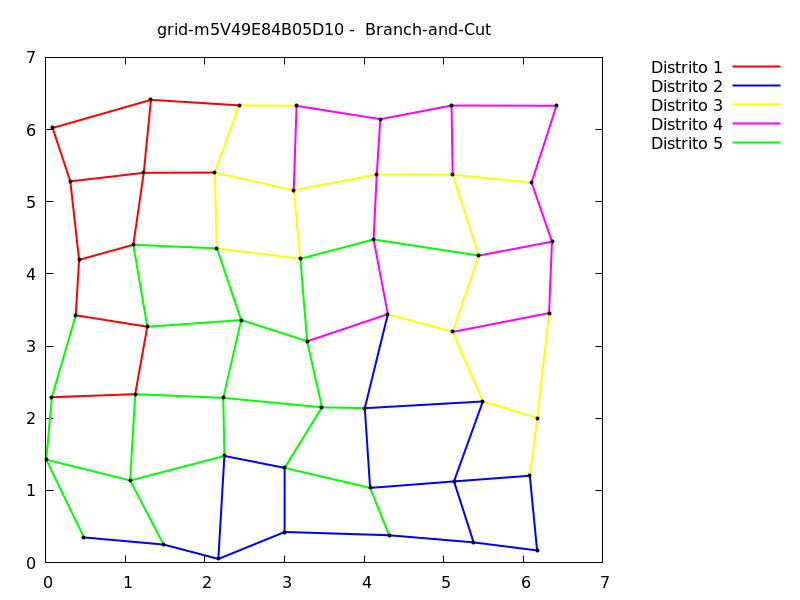 grid-m5V49E84B05D10 -  Branch-and-Cut
Distrito 1
Distrito 2
Distrito 3
Distrito 4
Distrito 5
7
6
5
4
3
2
1
0
0 1 2 3 4 5 6 7